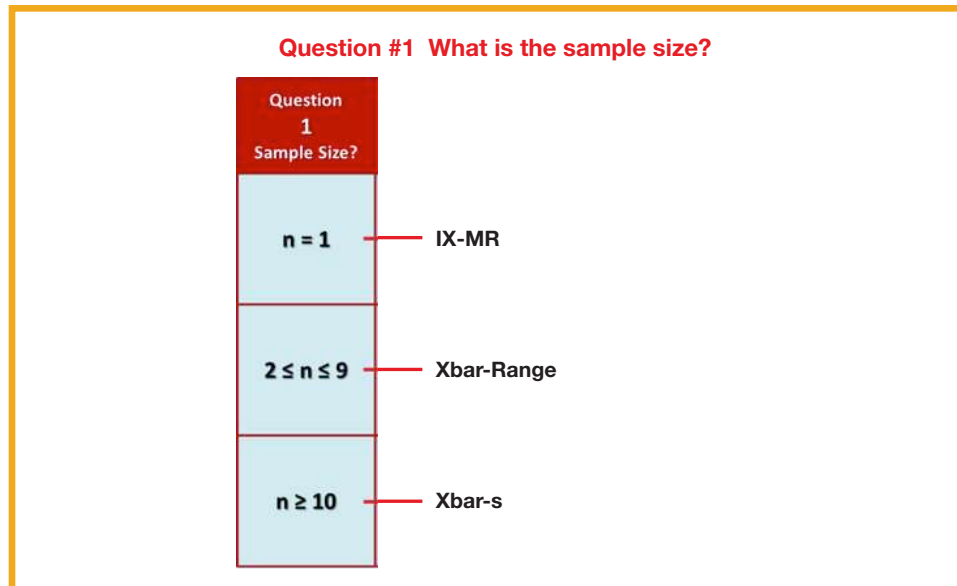 Question #1 What is the sample size?
Question
1
Sample Size?
n = 1
IX-MR
2 ≤ n ≤ 9
Xbar-Range
n ≥ 10
Xbar-s